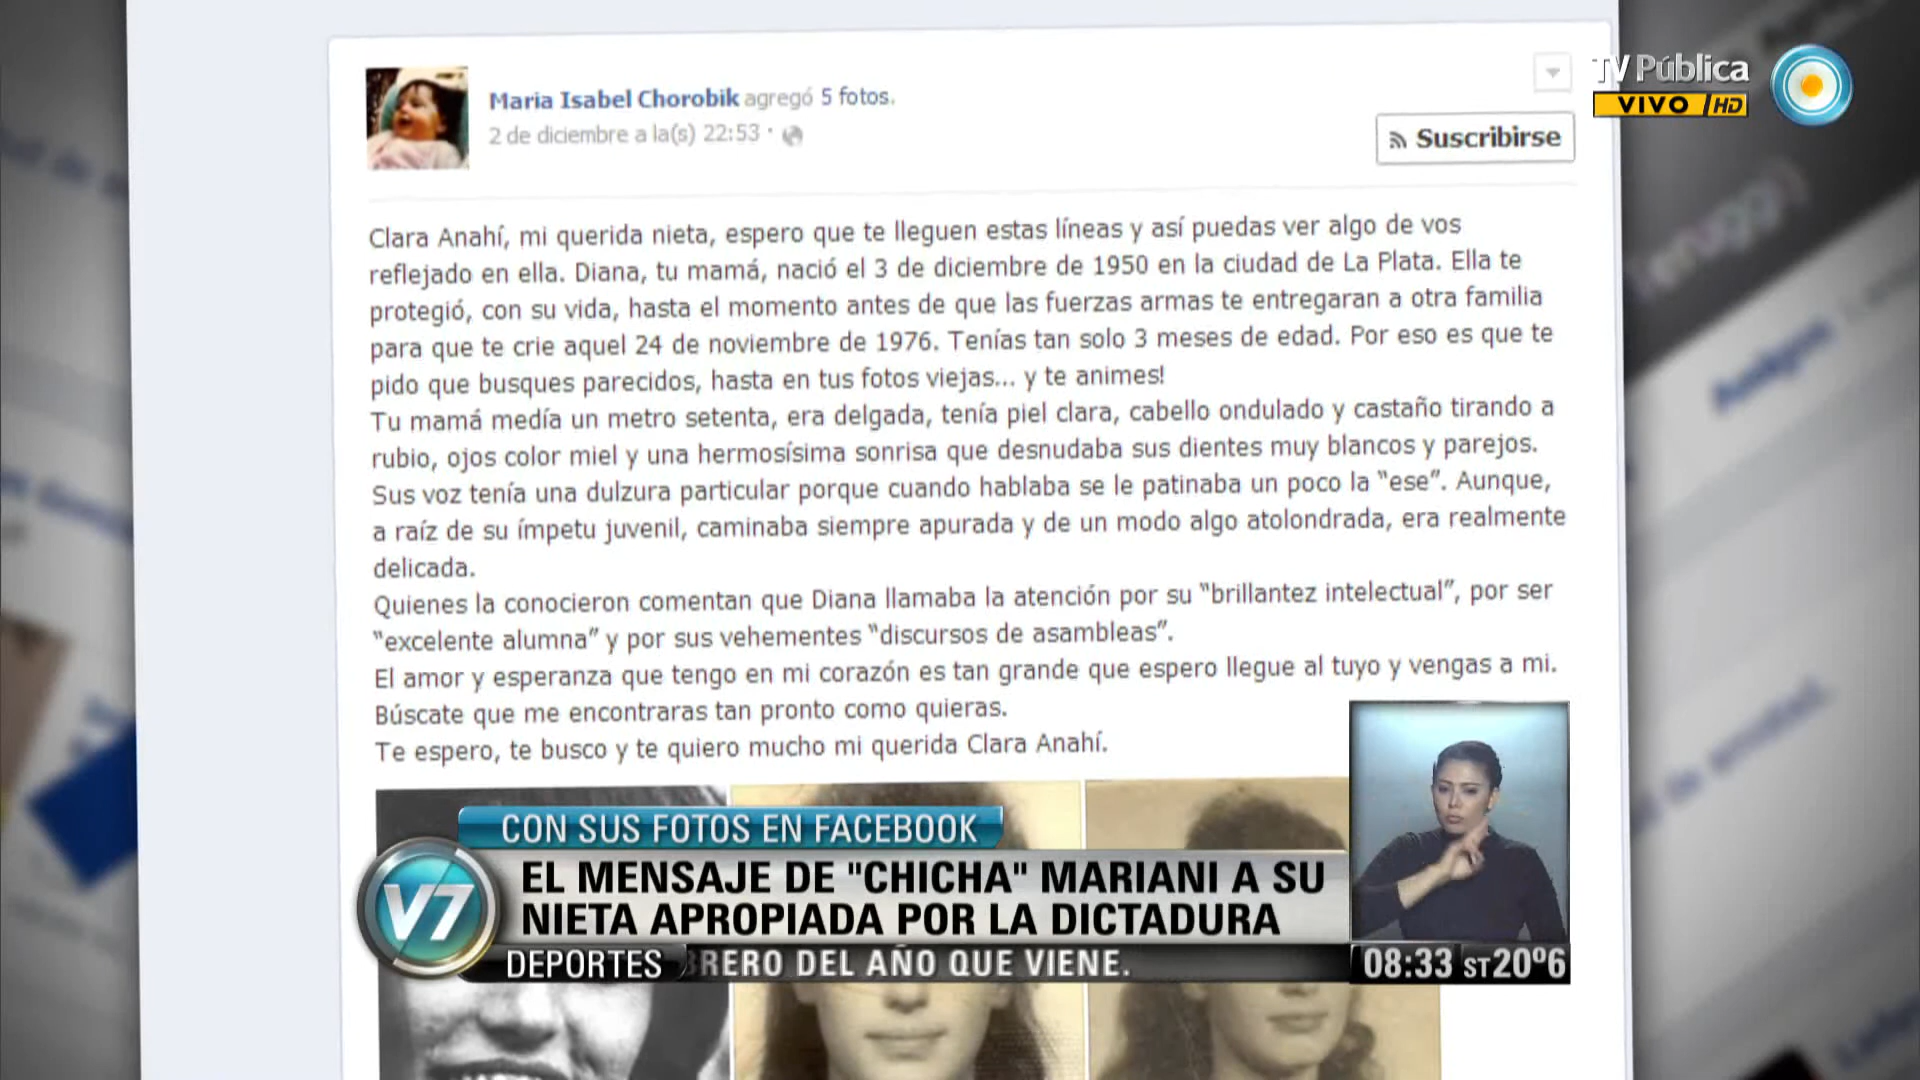 TV Pública
VIVO HD
Maria Isabel Chorobik agregó 5 fotos.
2 de diciembre a la(s) 22:53 ·
Suscribirse
Clara Anahí, mi querida nieta, espero que te lleguen estas líneas y así puedas ver algo de vos
reflejado en ella. Diana, tu mamá, nació el 3 de diciembre de 1950 en la ciudad de La Plata. Ella te
protegió, con su vida, hasta el momento antes de que las fuerzas armas te entregaran a otra familia
para que te crie aquel 24 de noviembre de 1976. Tenías tan solo 3 meses de edad. Por eso es que te
pido que busques parecidos, hasta en tus fotos viejas... y te animes!
Tu mamá medía un metro setenta, era delgada, tenía piel clara, cabello ondulado y castaño tirando a
rubio, ojos color miel y una hermosísima sonrisa que desnudaba sus dientes muy blancos y parejos.
Sus voz tenía una dulzura particular porque cuando hablaba se le patinaba un poco la "ese". Aunque,
a raíz de su ímpetu juvenil, caminaba siempre apurada y de un modo algo atolondrada, era realmente
delicada.
Quienes la conocieron comentan que Diana llamaba la atención por su "brillantez intelectual", por ser
"excelente alumna" y por sus vehementes "discursos de asambleas".
El amor y esperanza que tengo en mi corazón es tan grande que espero llegue al tuyo y vengas a mi.
Búscate que me encontraras tan pronto como quieras.
Te espero, te busco y te quiero mucho mi querida Clara Anahí.
CON SUS FOTOS EN FACEBOOK
V7
EL MENSAJE DE "CHICHA" MARIANI A SU
NIETA APROPIADA POR LA DICTADURA
DEPORTES BRERO DEL AÑO QUE VIENE.
08:33 ST 20º6